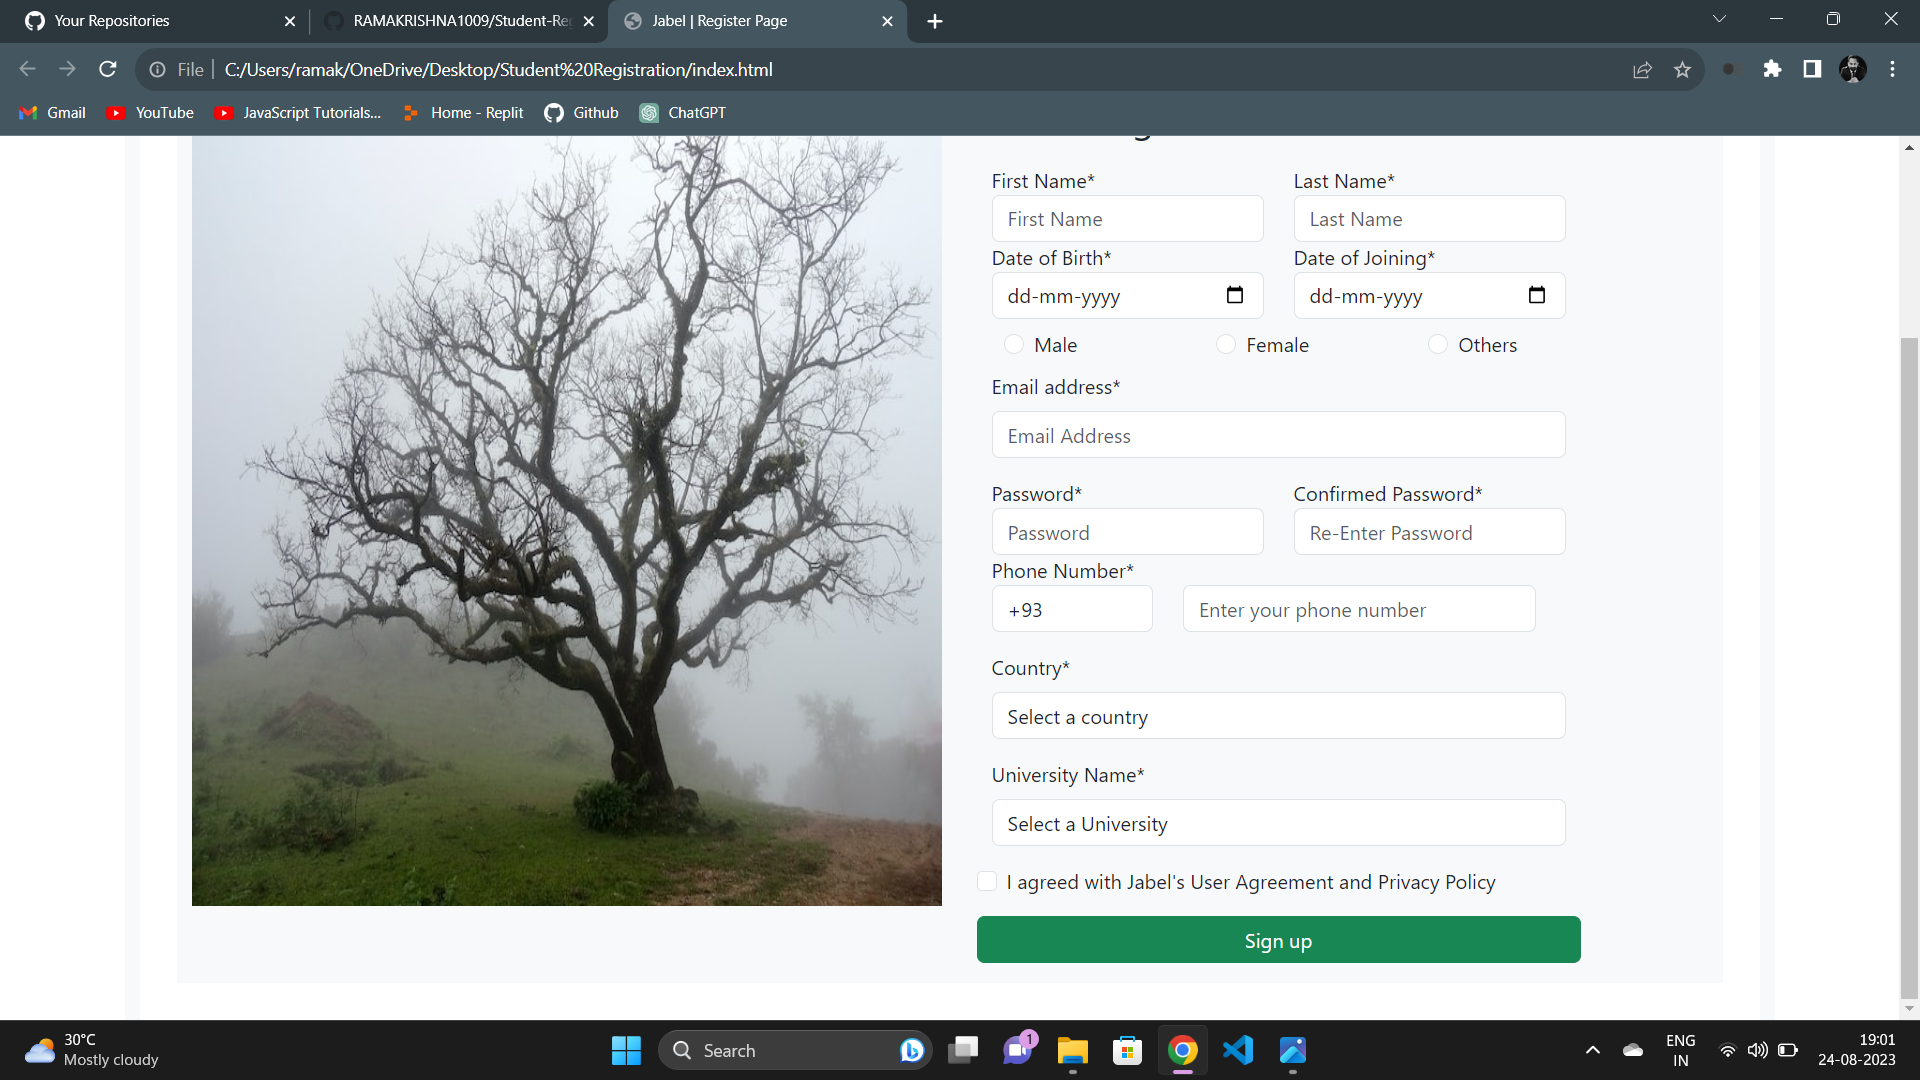 Your Repositories
RAMAKRISHNA1009/Student-Re
Jabel | Register Page
File
C:/Users/ramak/OneDrive/Desktop/Student%20Registration/index.html
Gmail
YouTube
JavaScript Tutorials...
Home - Replit
Github
ChatGPT
First Name*
Last Name*
First Name
Last Name
Date of Birth*
Date of Joining*
dd-mm-yyyy
dd-mm-yyyy
Male
Female
Others
Email address*
Email Address
Password*
Confirmed Password*
Password
Re-Enter Password
Phone Number*
+93
Enter your phone number
Country*
Select a country
University Name*
Select a University
I agreed with Jabel's User Agreement and Privacy Policy
Sign up
30°C
Mostly cloudy
Search
1
ENG
IN
19:01
24-08-2023